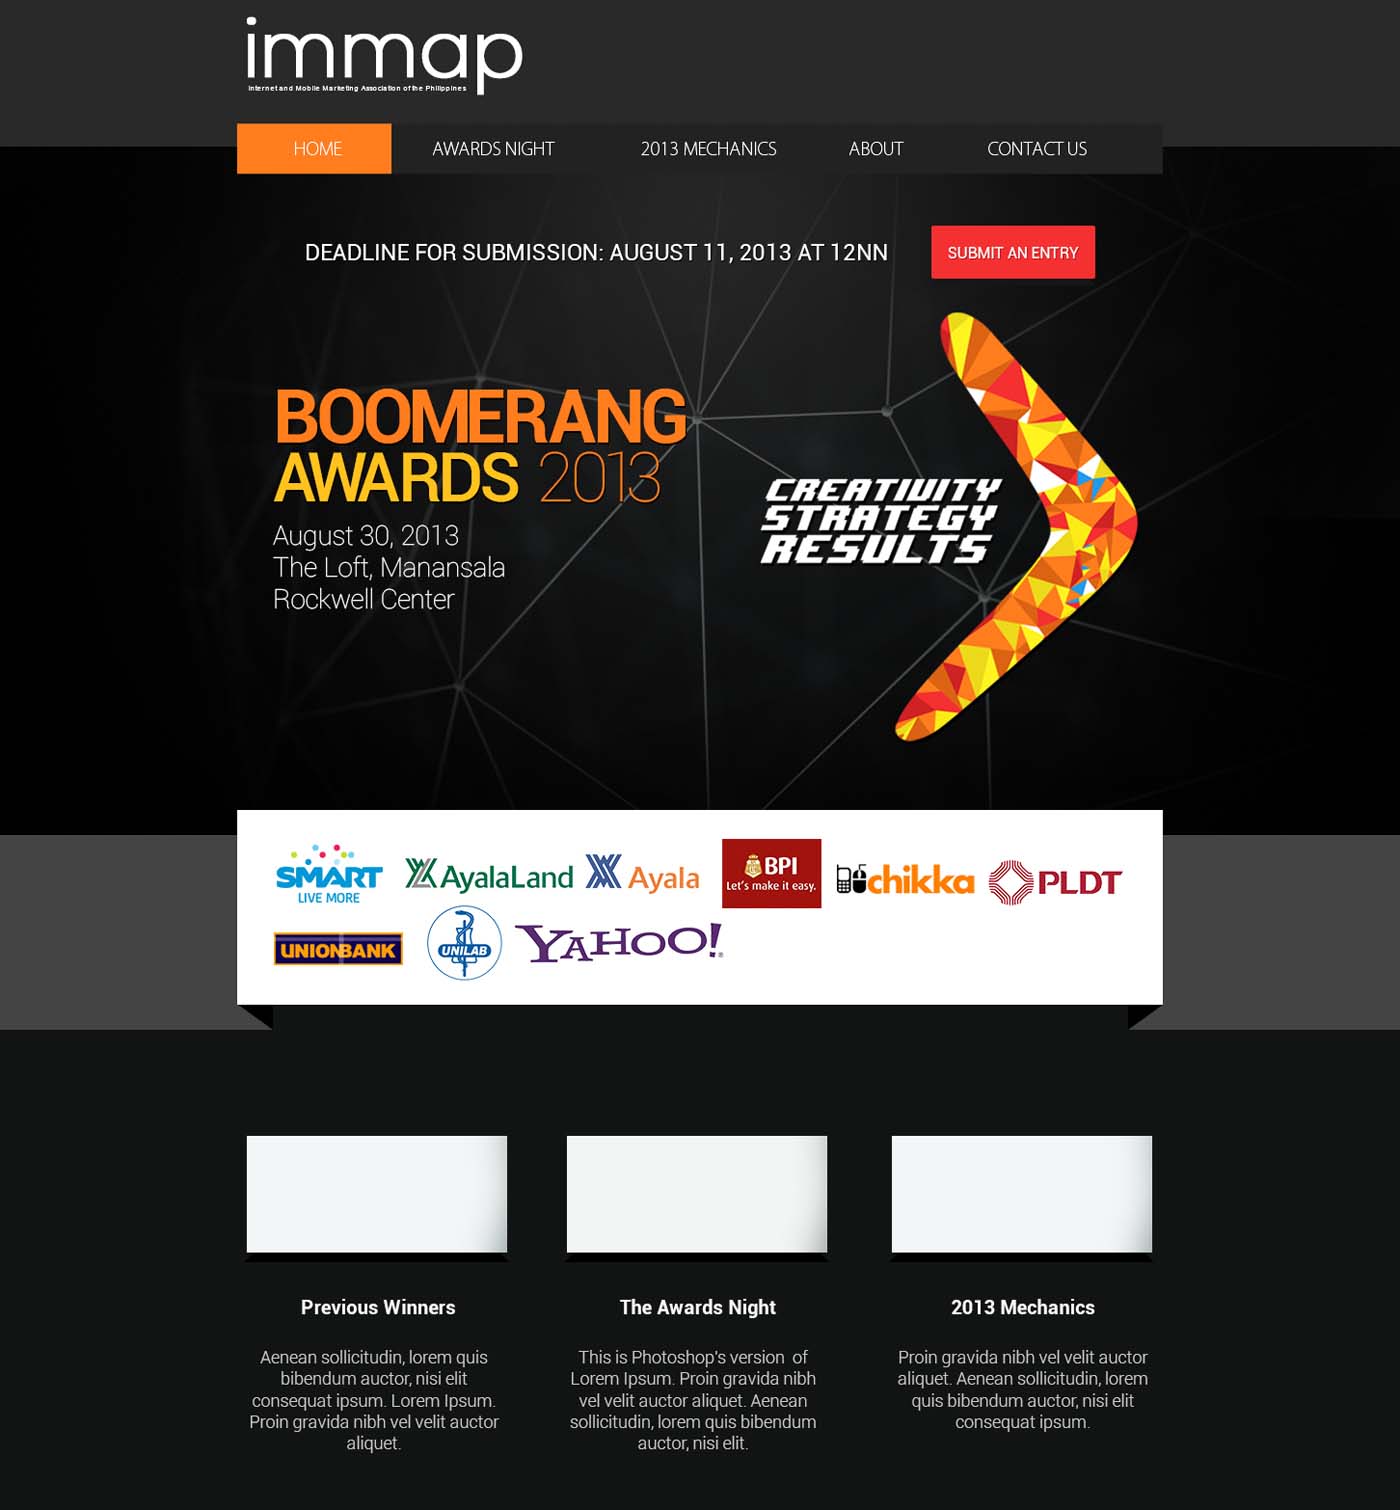 immap
Internet and Mobile Marketing Association of the Philippines
HOME AWARDS NIGHT 2013 MECHANICS ABOUT CONTACT US
DEADLINE FOR SUBMISSION: AUGUST 11, 2013 AT 12NN
SUBMIT AN ENTRY
BOOMERANG
AWARDS 2013
August 30, 2013
The Loft, Manansala
Rockwell Center
CREATIVITY
STRATEGY
RESULTS
SMART
LIVE MORE
AyalaLand
Ayala
BPI
Let's make it easy.
chikka
PLDT
UNIONBANK
UNILAB
YAHOO!
Previous Winners
Aenean sollicitudin, lorem quis
bibendum auctor, nisi elit
consequat ipsum. Lorem Ipsum.
Proin gravida nibh vel velit auctor
aliquet.
The Awards Night
This is Photoshop's version  of
Lorem Ipsum. Proin gravida nibh
vel velit auctor aliquet. Aenean
sollicitudin, lorem quis bibendum
auctor, nisi elit.
2013 Mechanics
Proin gravida nibh vel velit auctor
aliquet. Aenean sollicitudin, lorem
quis bibendum auctor, nisi elit
consequat ipsum.